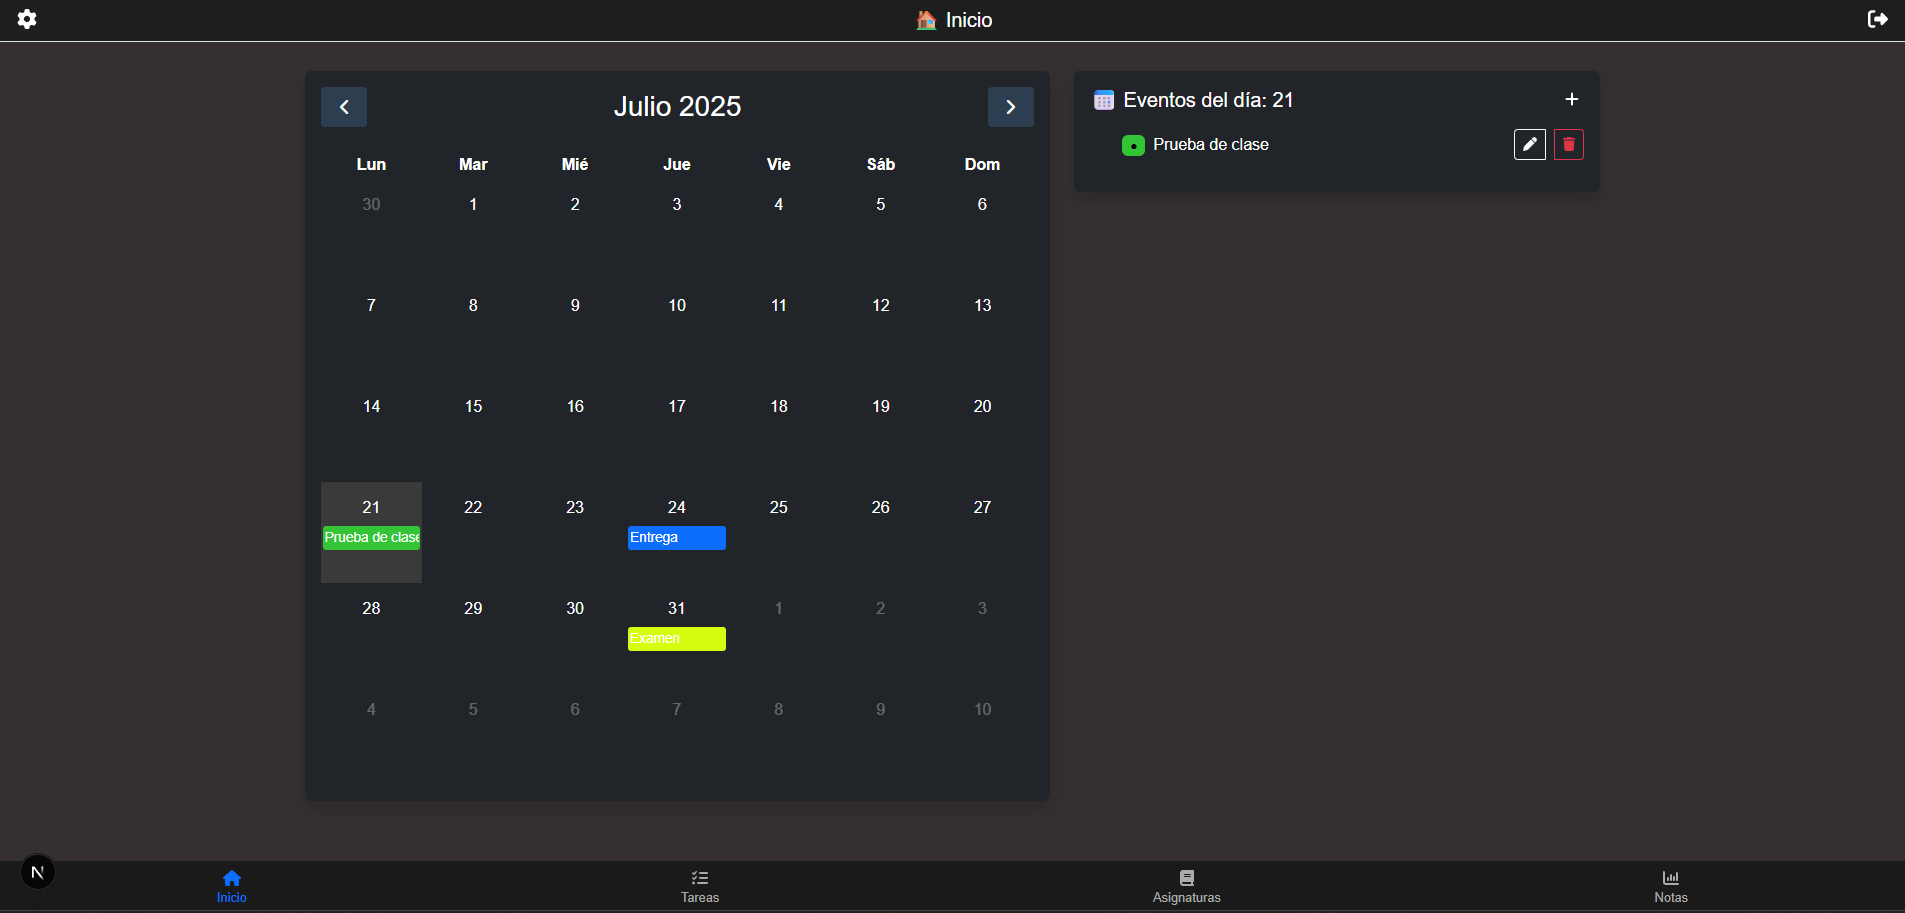 Inicio
Julio 2025
Lun Mar Mié Jue Vie Sáb Dom
30 1 2 3 4 5 6
7 8 9 10 11 12 13
14 15 16 17 18 19 20
21 22 23 24 25 26 27
Prueba de clase Entrega
28 29 30 31 1 2 3
Examen
4 5 6 7 8 9 10
Eventos del día: 21
Prueba de clase
N
Inicio Tareas Asignaturas Notas